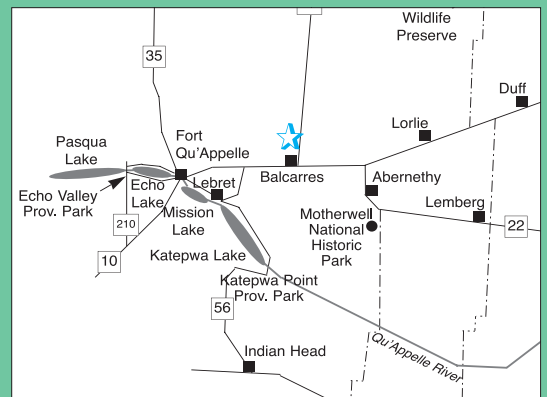 Wildlife
Preserve
35
Duff
Lorlie
Pasqua
Lake
Fort
Qu'Appelle
Balcarres
Echo Valley
Prov. Park
Echo
Lake
Lebret
Abernethy
Mission
Lake
Motherwell
National
Historic
Park
Lemberg
210
22
10
Katepwa Lake
Katepwa Point
Prov. Park
56
Indian Head
Qu'Appelle River